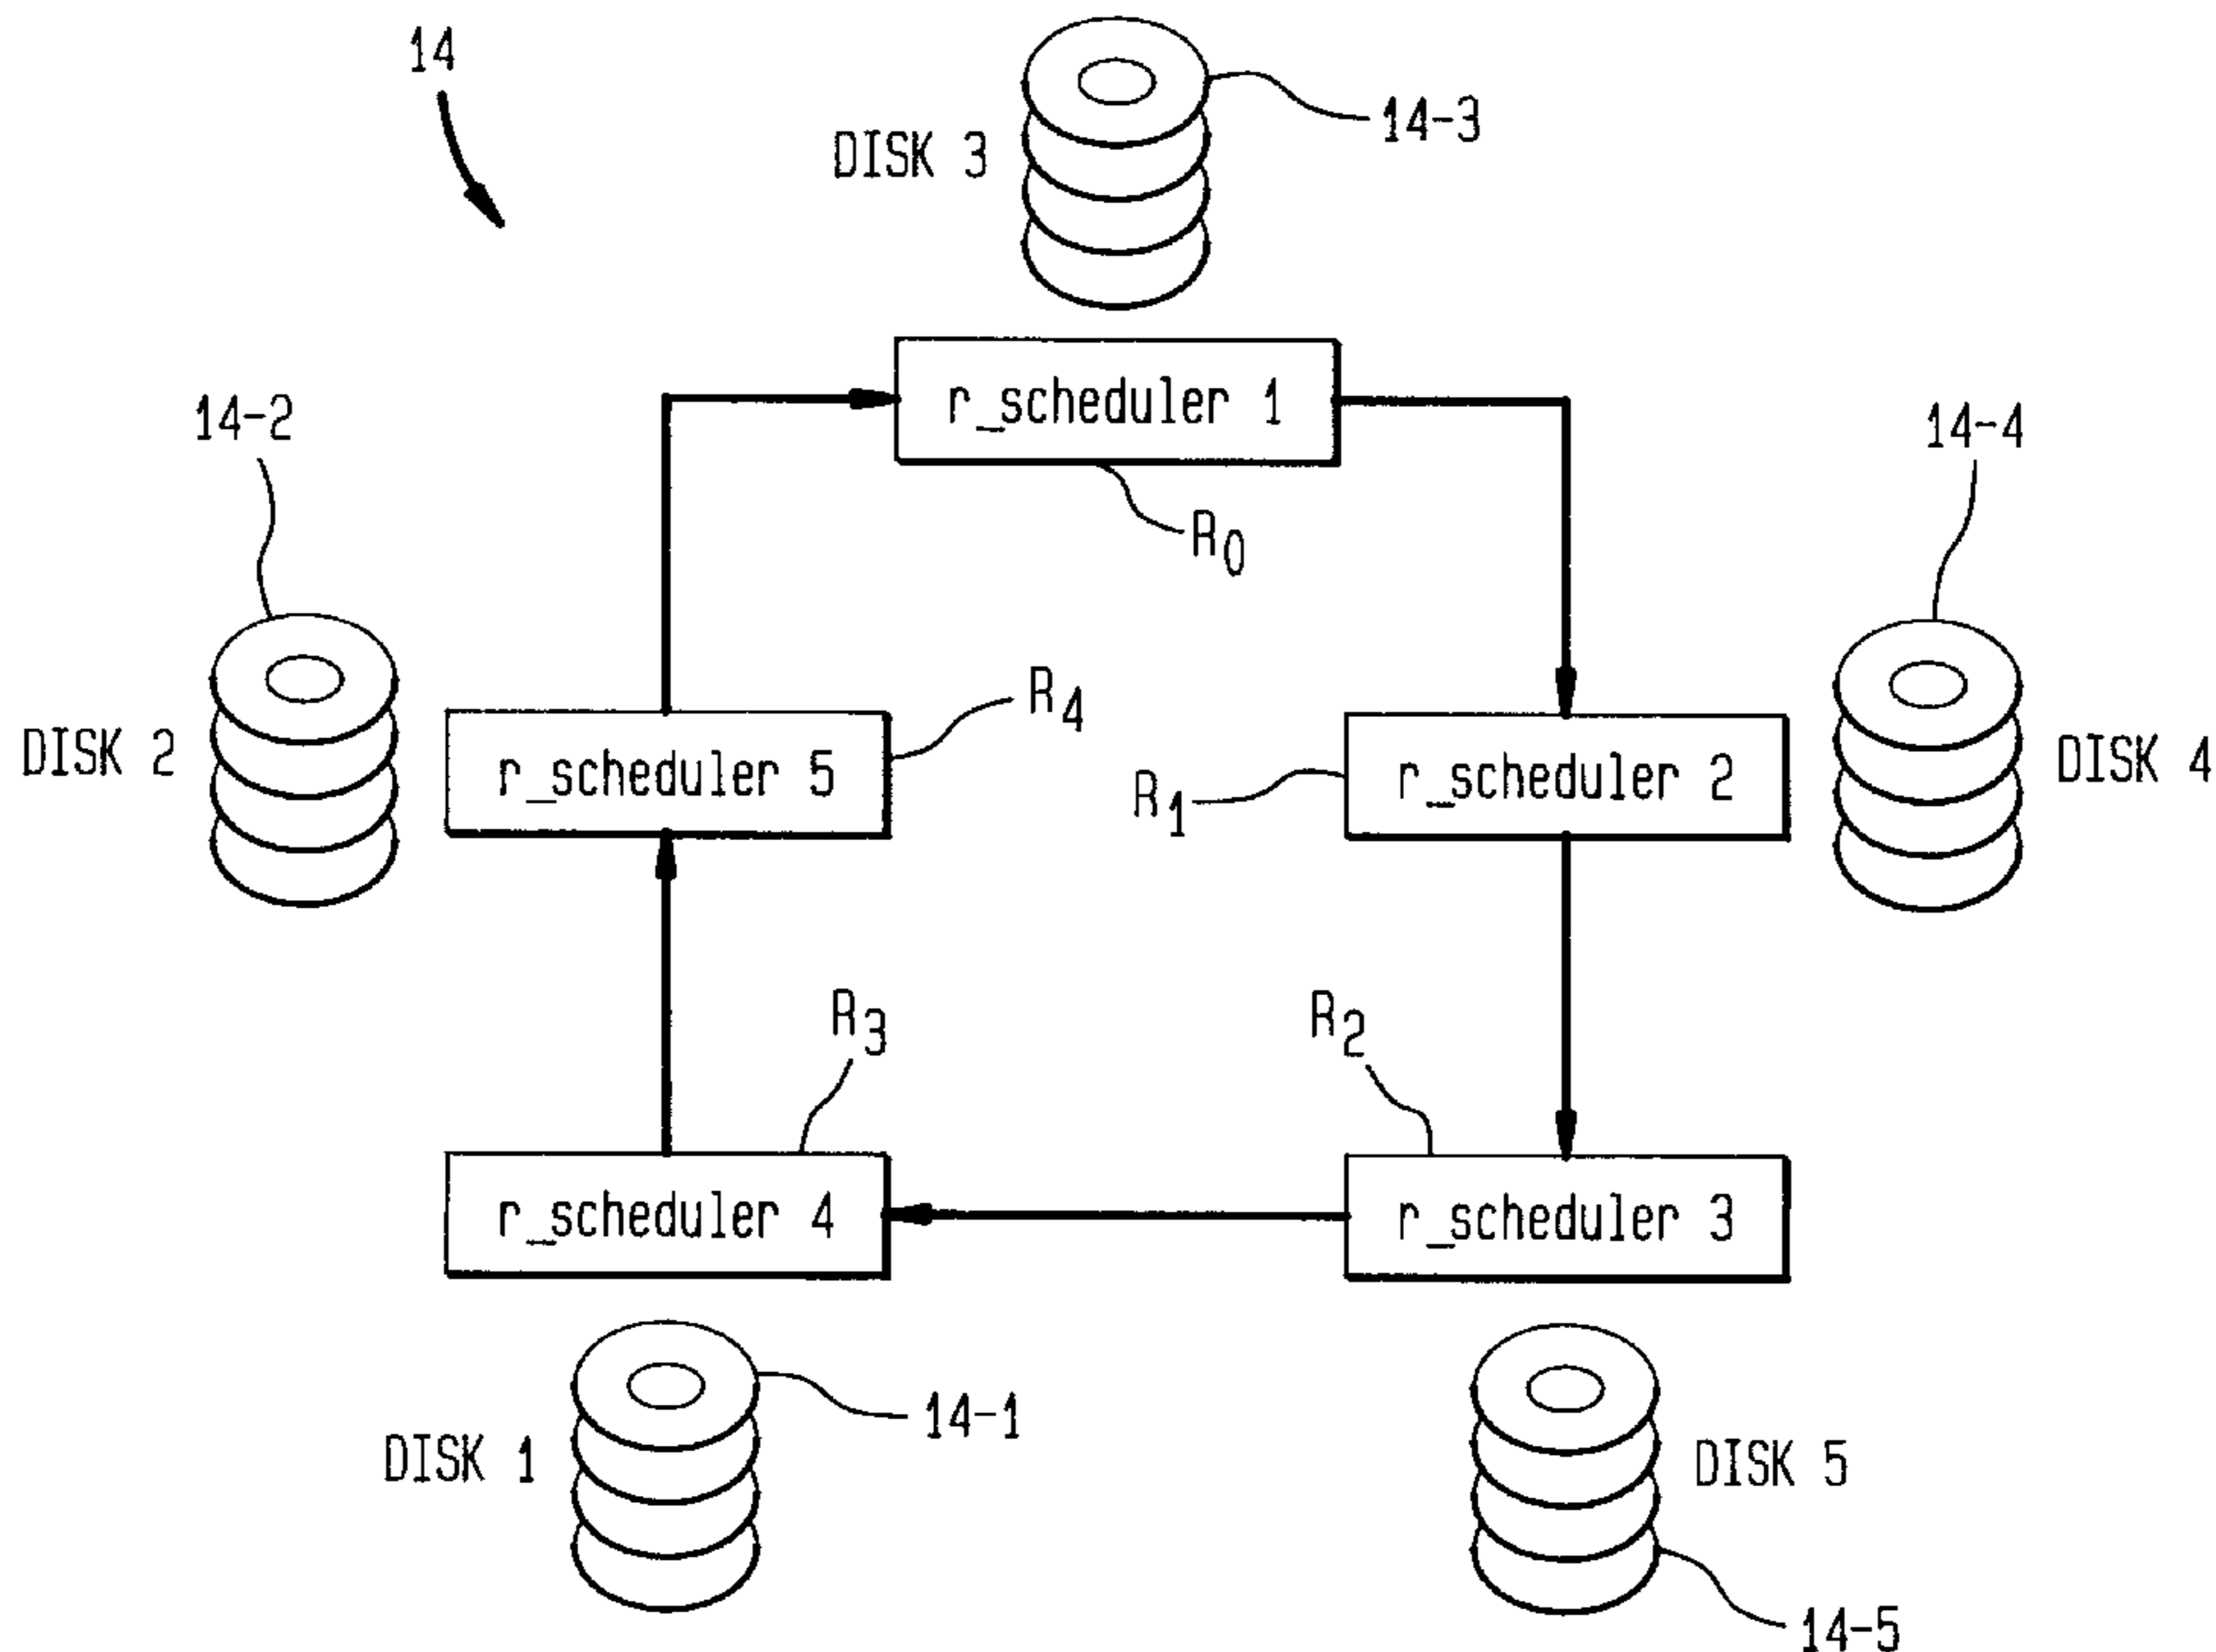 14
14-3
DISK 3
r_scheduler 1
14-2
14-4
R0
R4
DISK 2
r_scheduler 5
R1
r_scheduler 2
DISK 4
R3
R2
r_scheduler 4
r_scheduler 3
14-1
DISK 1
DISK 5
14-5